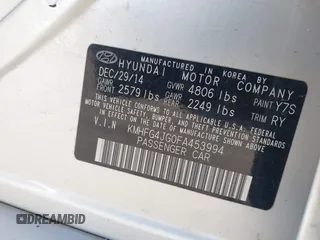 MANUFACTURED IN KOREA BY
HYUNDAI MOTOR COMPANY
DEC/29/14 GVWR 4806 lbs PAINT Y7S
GAWR FRONT 2579 lbs GAWR REAR 2249 lbs TRIM RY
THIS VEHICLE CONFORMS TO ALL APPLICABLE FEDERAL MOTOR VEHICLE SAFETY, BUMPER, AND THEFT PREVENTION STANDARDS IN EFFECT ON THE DATE OF MANUFACTURE SHOWN ABOVE.
V.I.N KMHFG4JG0FA453994
PASSENGER CAR
DREAMBID